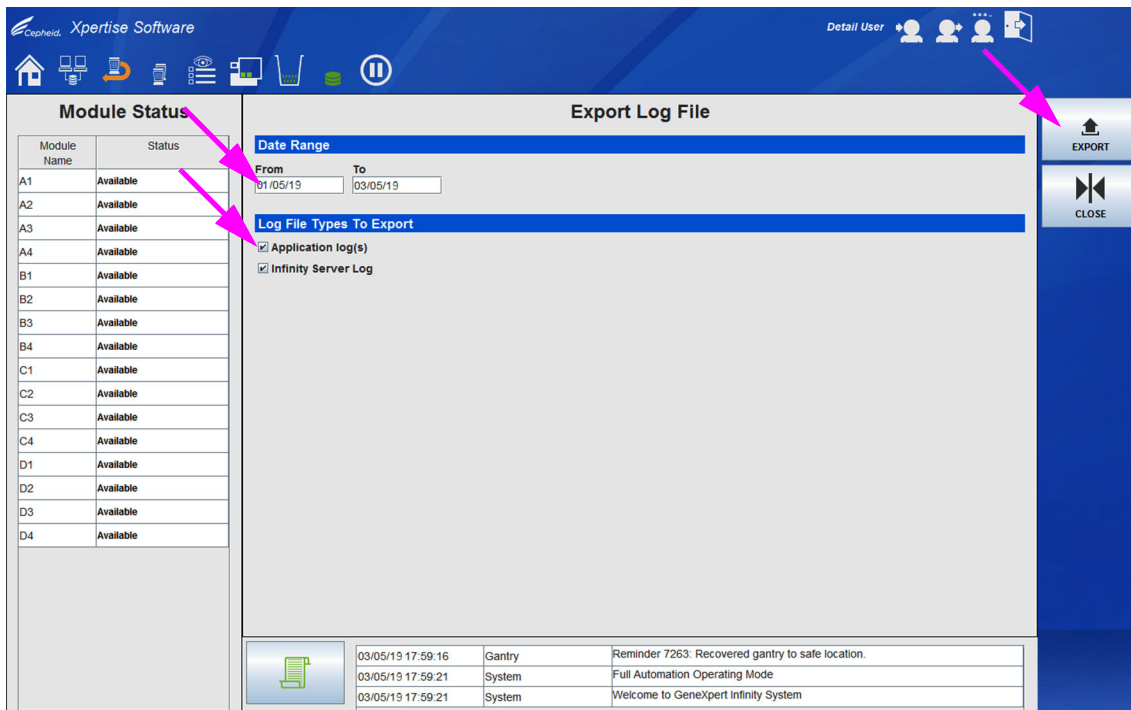 Cepheid. Xpertise Software
Detail User
Module Status
Module Name Status
A1 Available
A2 Available
A3 Available
A4 Available
B1 Available
B2 Available
B3 Available
B4 Available
C1 Available
C2 Available
C3 Available
C4 Available
D1 Available
D2 Available
D3 Available
D4 Available
Export Log File
Date Range
From To
01/05/19 03/05/19
Log File Types To Export
Application log(s)
Infinity Server Log
EXPORT
CLOSE
03/05/19 17:59:16 Gantry Reminder 7263: Recovered gantry to safe location.
03/05/19 17:59:21 System Full Automation Operating Mode
03/05/19 17:59:21 System Welcome to GeneXpert Infinity System